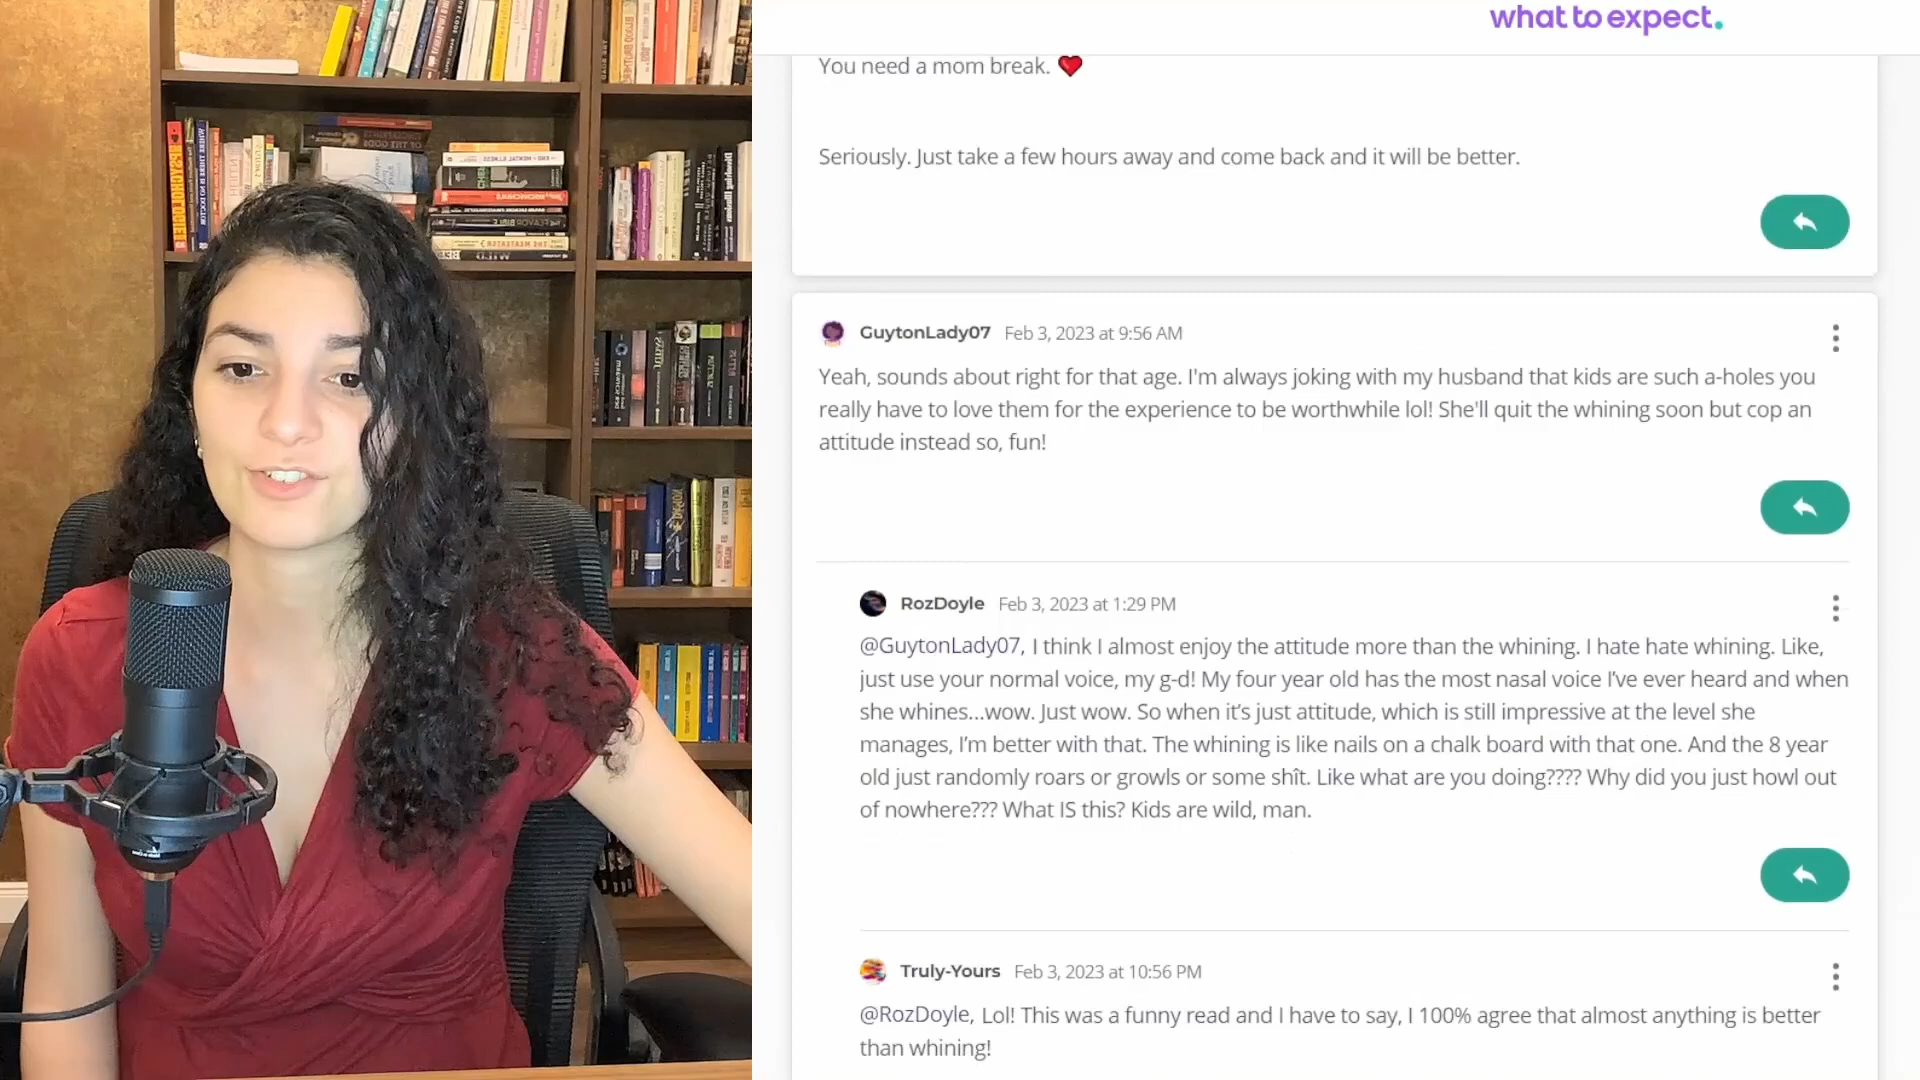 what to expect.
You need a mom break. ❤️
Seriously. Just take a few hours away and come back and it will be better.
GuytonLady07 Feb 3, 2023 at 9:56 AM
Yeah, sounds about right for that age. I'm always joking with my husband that kids are such a-holes you
really have to love them for the experience to be worthwhile lol! She'll quit the whining soon but cop an
attitude instead so, fun!
RozDoyle Feb 3, 2023 at 1:29 PM
@GuytonLady07, I think I almost enjoy the attitude more than the whining. I hate hate whining. Like,
just use your normal voice, my g-d! My four year old has the most nasal voice I’ve ever heard and when
she whines...wow. Just wow. So when it’s just attitude, which is still impressive at the level she
manages, I’m better with that. The whining is like nails on a chalk board with that one. And the 8 year
old just randomly roars or growls or some shît. Like what are you doing???? Why did you just howl out
of nowhere??? What IS this? Kids are wild, man.
Truly-Yours Feb 3, 2023 at 10:56 PM
@RozDoyle, Lol! This was a funny read and I have to say, I 100% agree that almost anything is better
than whining!